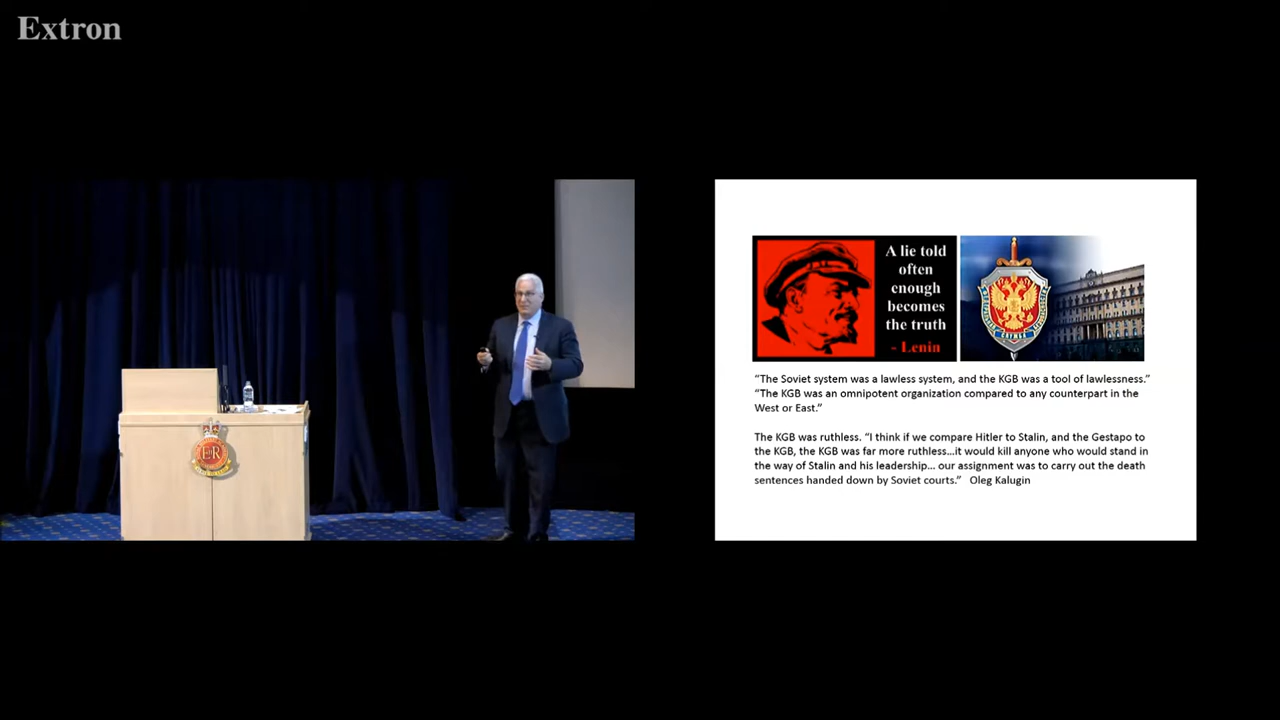 Extron
A lie told
often
enough
becomes
the truth
~ Lenin
“The Soviet system was a lawless system, and the KGB was a tool of lawlessness.”
“The KGB was an omnipotent organization compared to any counterpart in the
West or East.”
The KGB was ruthless. “I think if we compare Hitler to Stalin, and the Gestapo to
the KGB, the KGB was far more ruthless…it would kill anyone who would stand in
the way of Stalin and his leadership… our assignment was to carry out the death
sentences handed down by Soviet courts.”   Oleg Kalugin